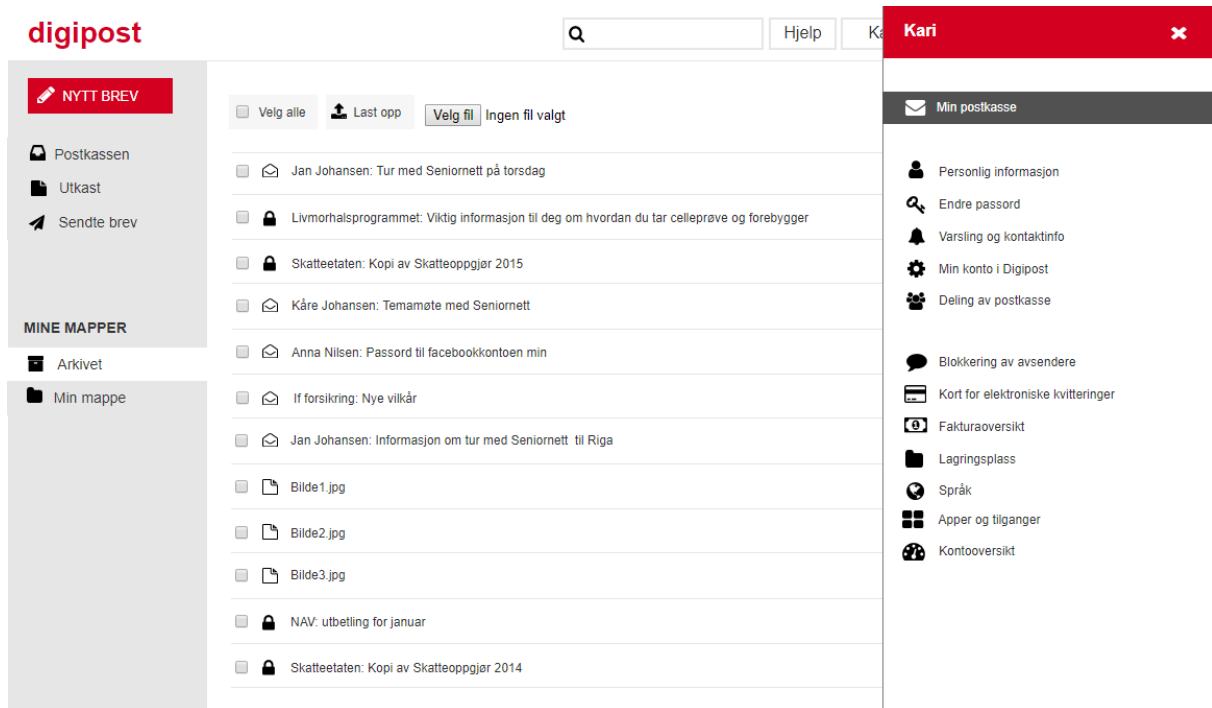 digipost
Hjelp
Ka
NYTT BREV
Postkassen
Utkast
Sendte brev
MINE MAPPER
Arkivet
Min mappe
Velg alle
Last opp
Velg fil Ingen fil valgt
Jan Johansen: Tur med Seniornett på torsdag
Livmorhalsprogrammet: Viktig informasjon til deg om hvordan du tar celleprøve og forebygger
Skatteetaten: Kopi av Skatteoppgjør 2015
Kåre Johansen: Temamøte med Seniornett
Anna Nilsen: Passord til facebookkontoen min
If forsikring: Nye vilkår
Jan Johansen: Informasjon om tur med Seniornett til Riga
Bilde1.jpg
Bilde2.jpg
Bilde3.jpg
NAV: utbetling for januar
Skatteetaten: Kopi av Skatteoppgjør 2014
Kari
Min postkasse
Personlig informasjon
Endre passord
Varsling og kontaktinfo
Min konto i Digipost
Deling av postkasse
Blokkering av avsendere
Kort for elektroniske kvitteringer
Fakturaoversikt
Lagringsplass
Språk
Apper og tilganger
Kontooversikt